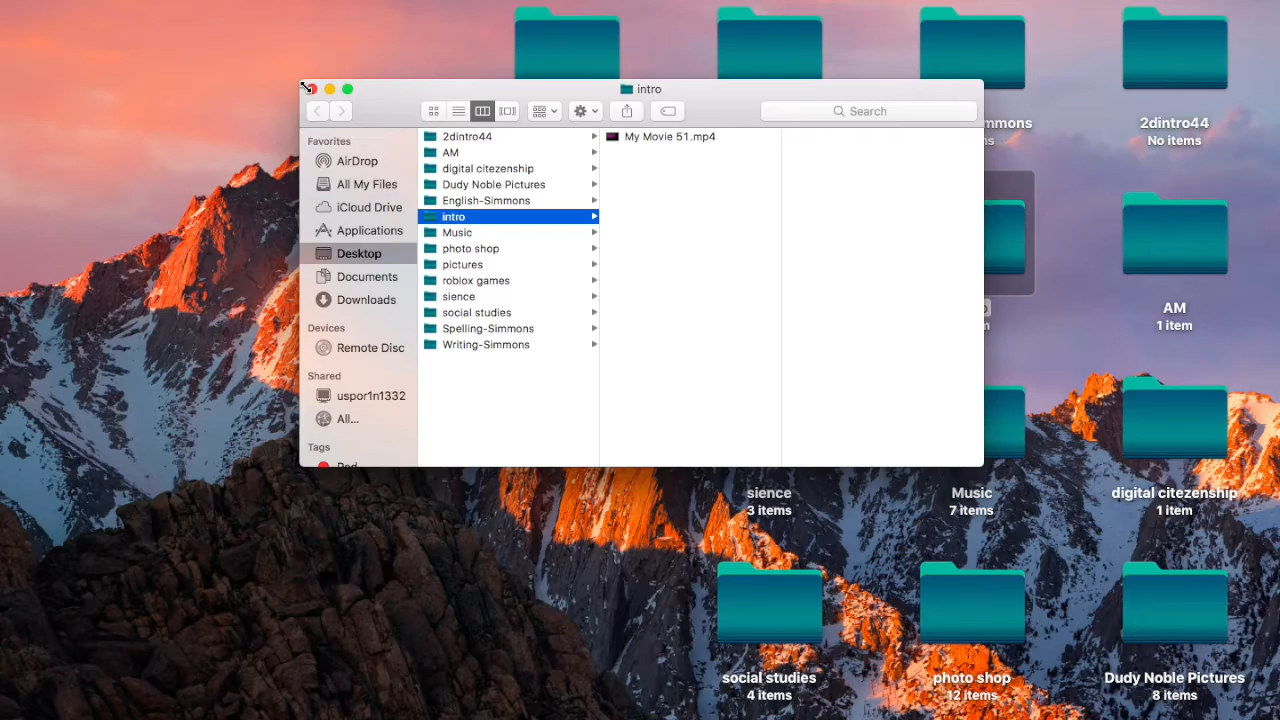 intro
Search
Favorites
AirDrop
All My Files
iCloud Drive
Applications
Desktop
Documents
Downloads
Devices
Remote Disc
Shared
uspor1n1332
All...
Tags
2dintro44
AM
digital citezenship
Dudy Noble Pictures
English-Simmons
intro
Music
photo shop
pictures
roblox games
sience
social studies
Spelling-Simmons
Writing-Simmons
My Movie 51.mp4
2dintro44
No items
AM
1 item
sience
3 items
Music
7 items
digital citezenship
1 item
social studies
4 items
photo shop
12 items
Dudy Noble Pictures
8 items